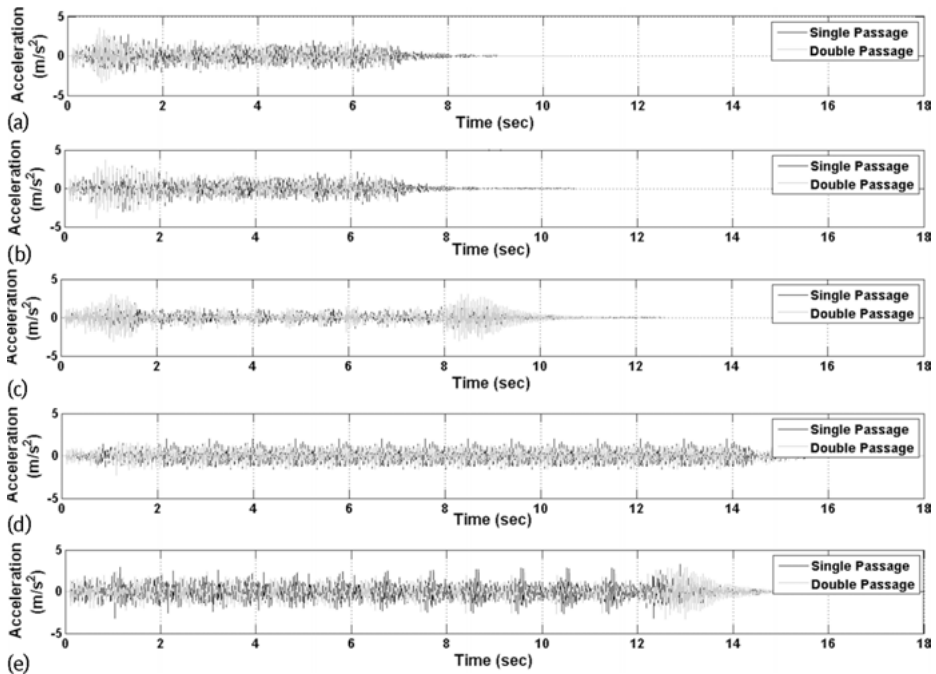 5
0
-5
Acceleration
(m/s²)
Single Passage
Double Passage
0 2 4 6 8 10 12 14 16 18
Time (sec)
(a)
5
0
-5
Acceleration
(m/s²)
Single Passage
Double Passage
0 2 4 6 8 10 12 14 16 18
Time (sec)
(b)
5
0
-5
Acceleration
(m/s²)
Single Passage
Double Passage
0 2 4 6 8 10 12 14 16 18
Time (sec)
(c)
5
0
-5
Acceleration
(m/s²)
Single Passage
Double Passage
0 2 4 6 8 10 12 14 16 18
Time (sec)
(d)
5
0
-5
Acceleration
(m/s²)
Single Passage
Double Passage
0 2 4 6 8 10 12 14 16 18
Time (sec)
(e)